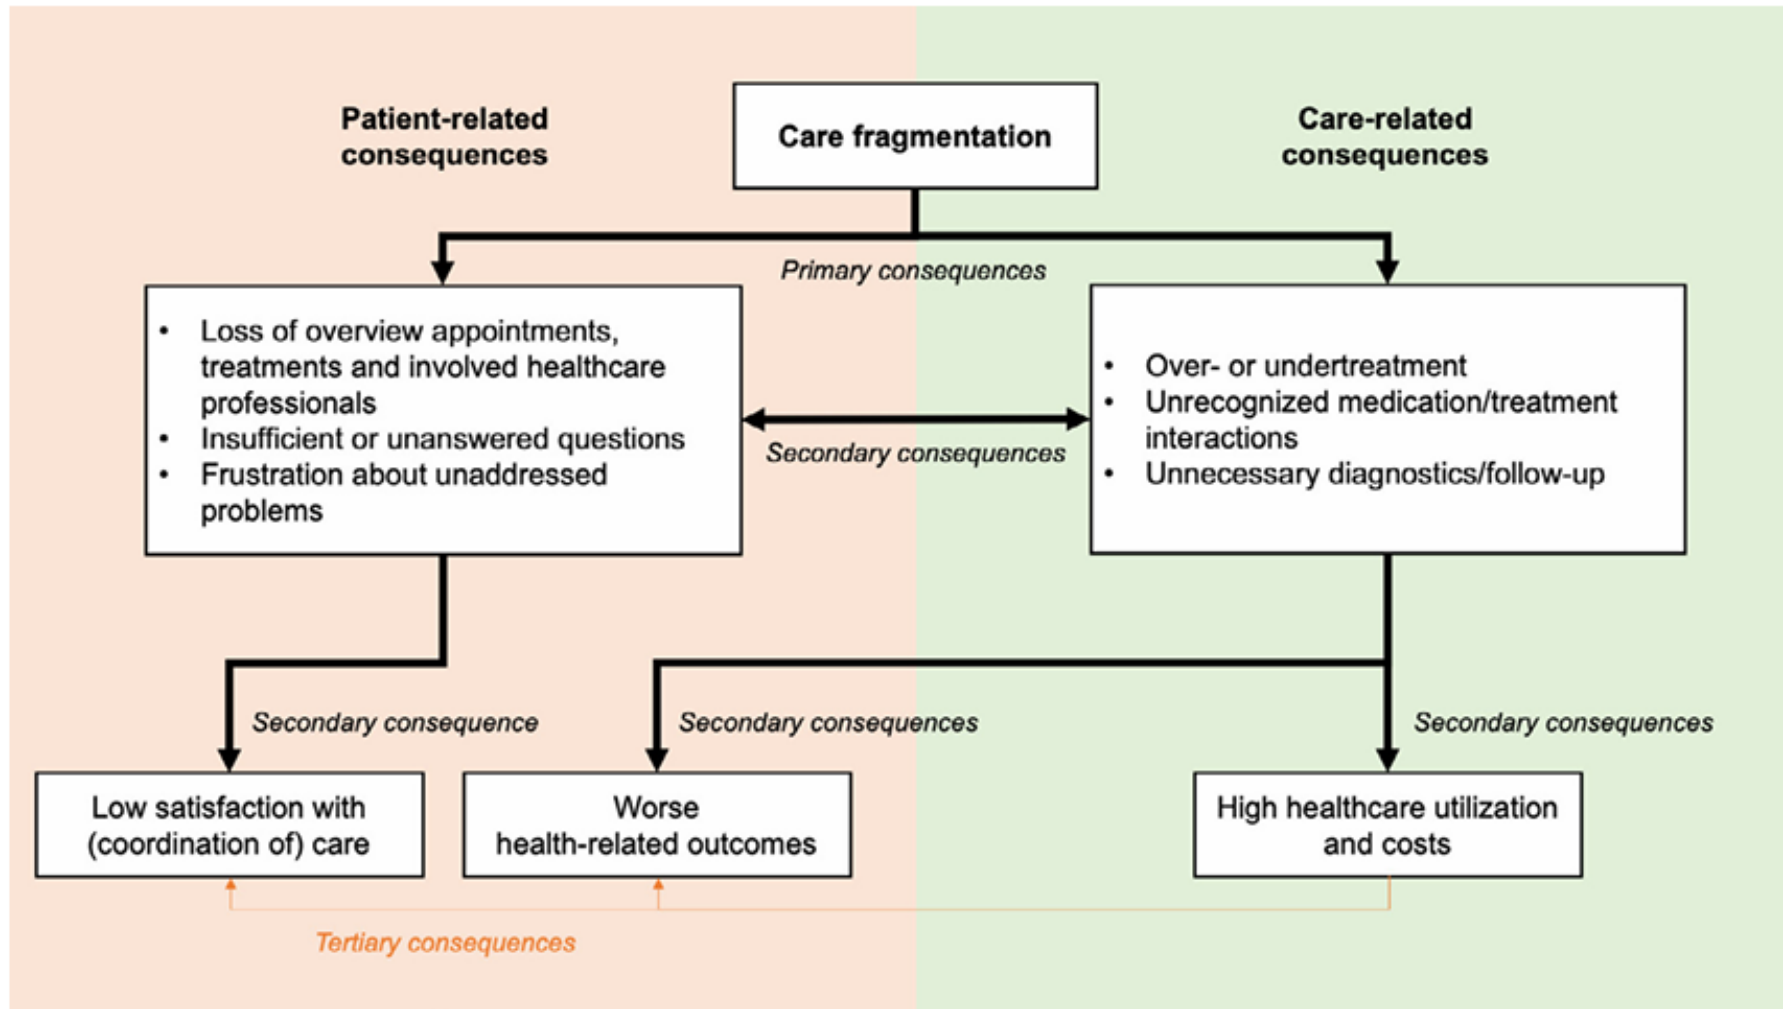 Patient-related
consequences
Care fragmentation
Care-related
consequences
Primary consequences
• Loss of overview appointments,
treatments and involved healthcare
professionals
• Insufficient or unanswered questions
• Frustration about unaddressed
problems
Secondary consequences
• Over- or undertreatment
• Unrecognized medication/treatment
interactions
• Unnecessary diagnostics/follow-up
Secondary consequence
Secondary consequences
Secondary consequences
Low satisfaction with
(coordination of) care
Worse
health-related outcomes
High healthcare utilization
and costs
Tertiary consequences